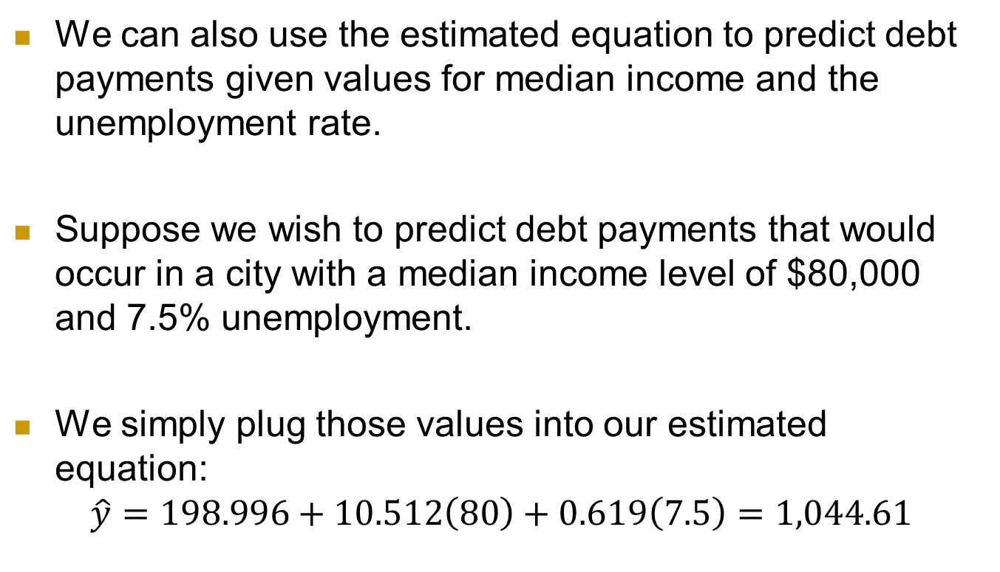 We can also use the estimated equation to predict debt
payments given values for median income and the
unemployment rate.
Suppose we wish to predict debt payments that would
occur in a city with a median income level of $80,000
and 7.5% unemployment.
We simply plug those values into our estimated
equation:
ŷ = 198.996 + 10.512(80) + 0.619(7.5) = 1,044.61